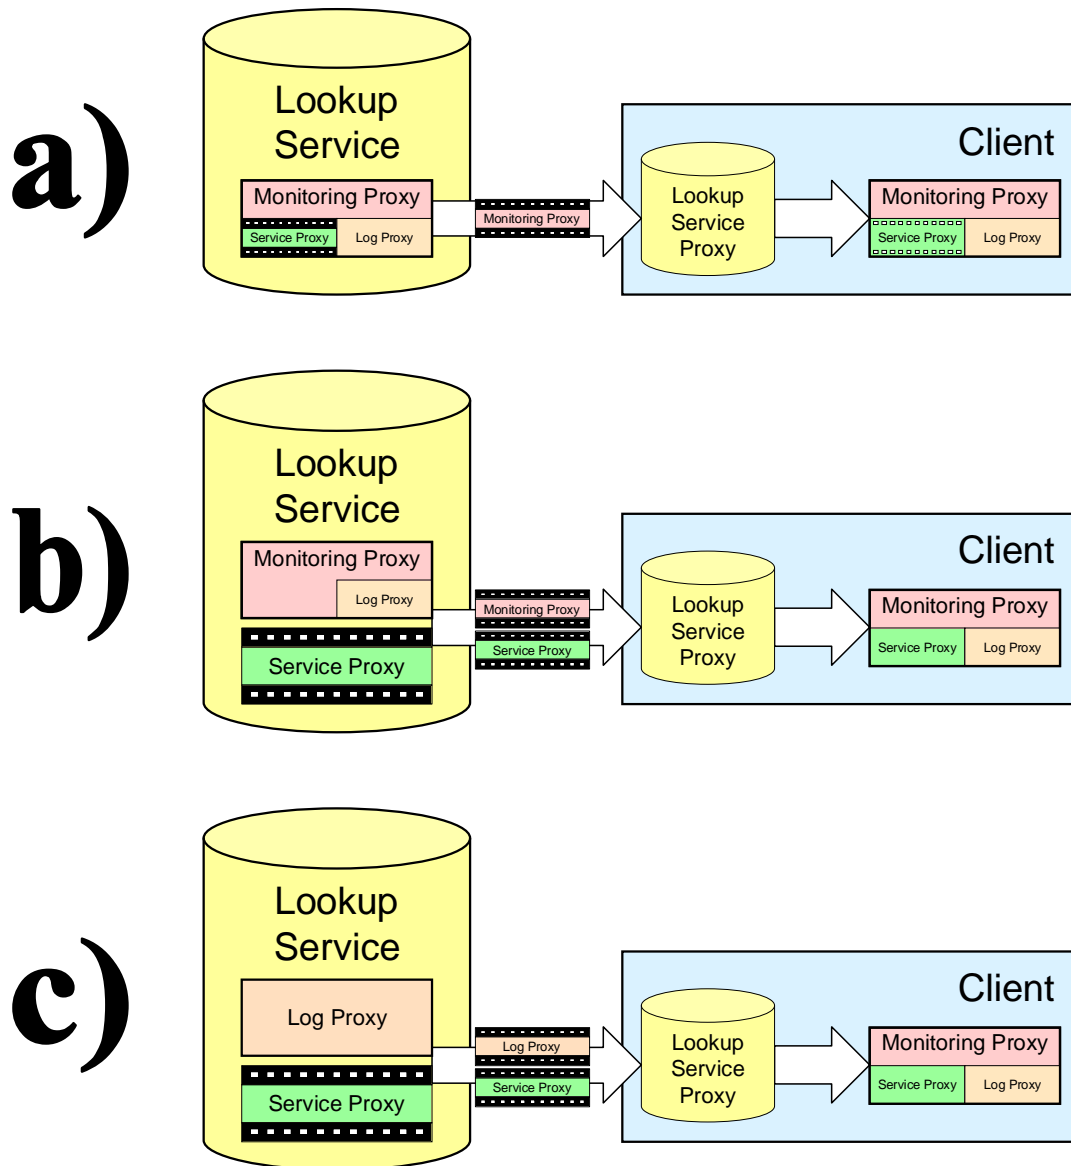 a)
Lookup
Service
Monitoring Proxy
Service Proxy
Log Proxy
Monitoring Proxy
Client
Lookup
Service
Proxy
Monitoring Proxy
Service Proxy
Log Proxy
b)
Lookup
Service
Monitoring Proxy
Log Proxy
Service Proxy
Monitoring Proxy
Service Proxy
Client
Lookup
Service
Proxy
Monitoring Proxy
Service Proxy
Log Proxy
c)
Lookup
Service
Log Proxy
Service Proxy
Log Proxy
Service Proxy
Client
Lookup
Service
Proxy
Monitoring Proxy
Service Proxy
Log Proxy